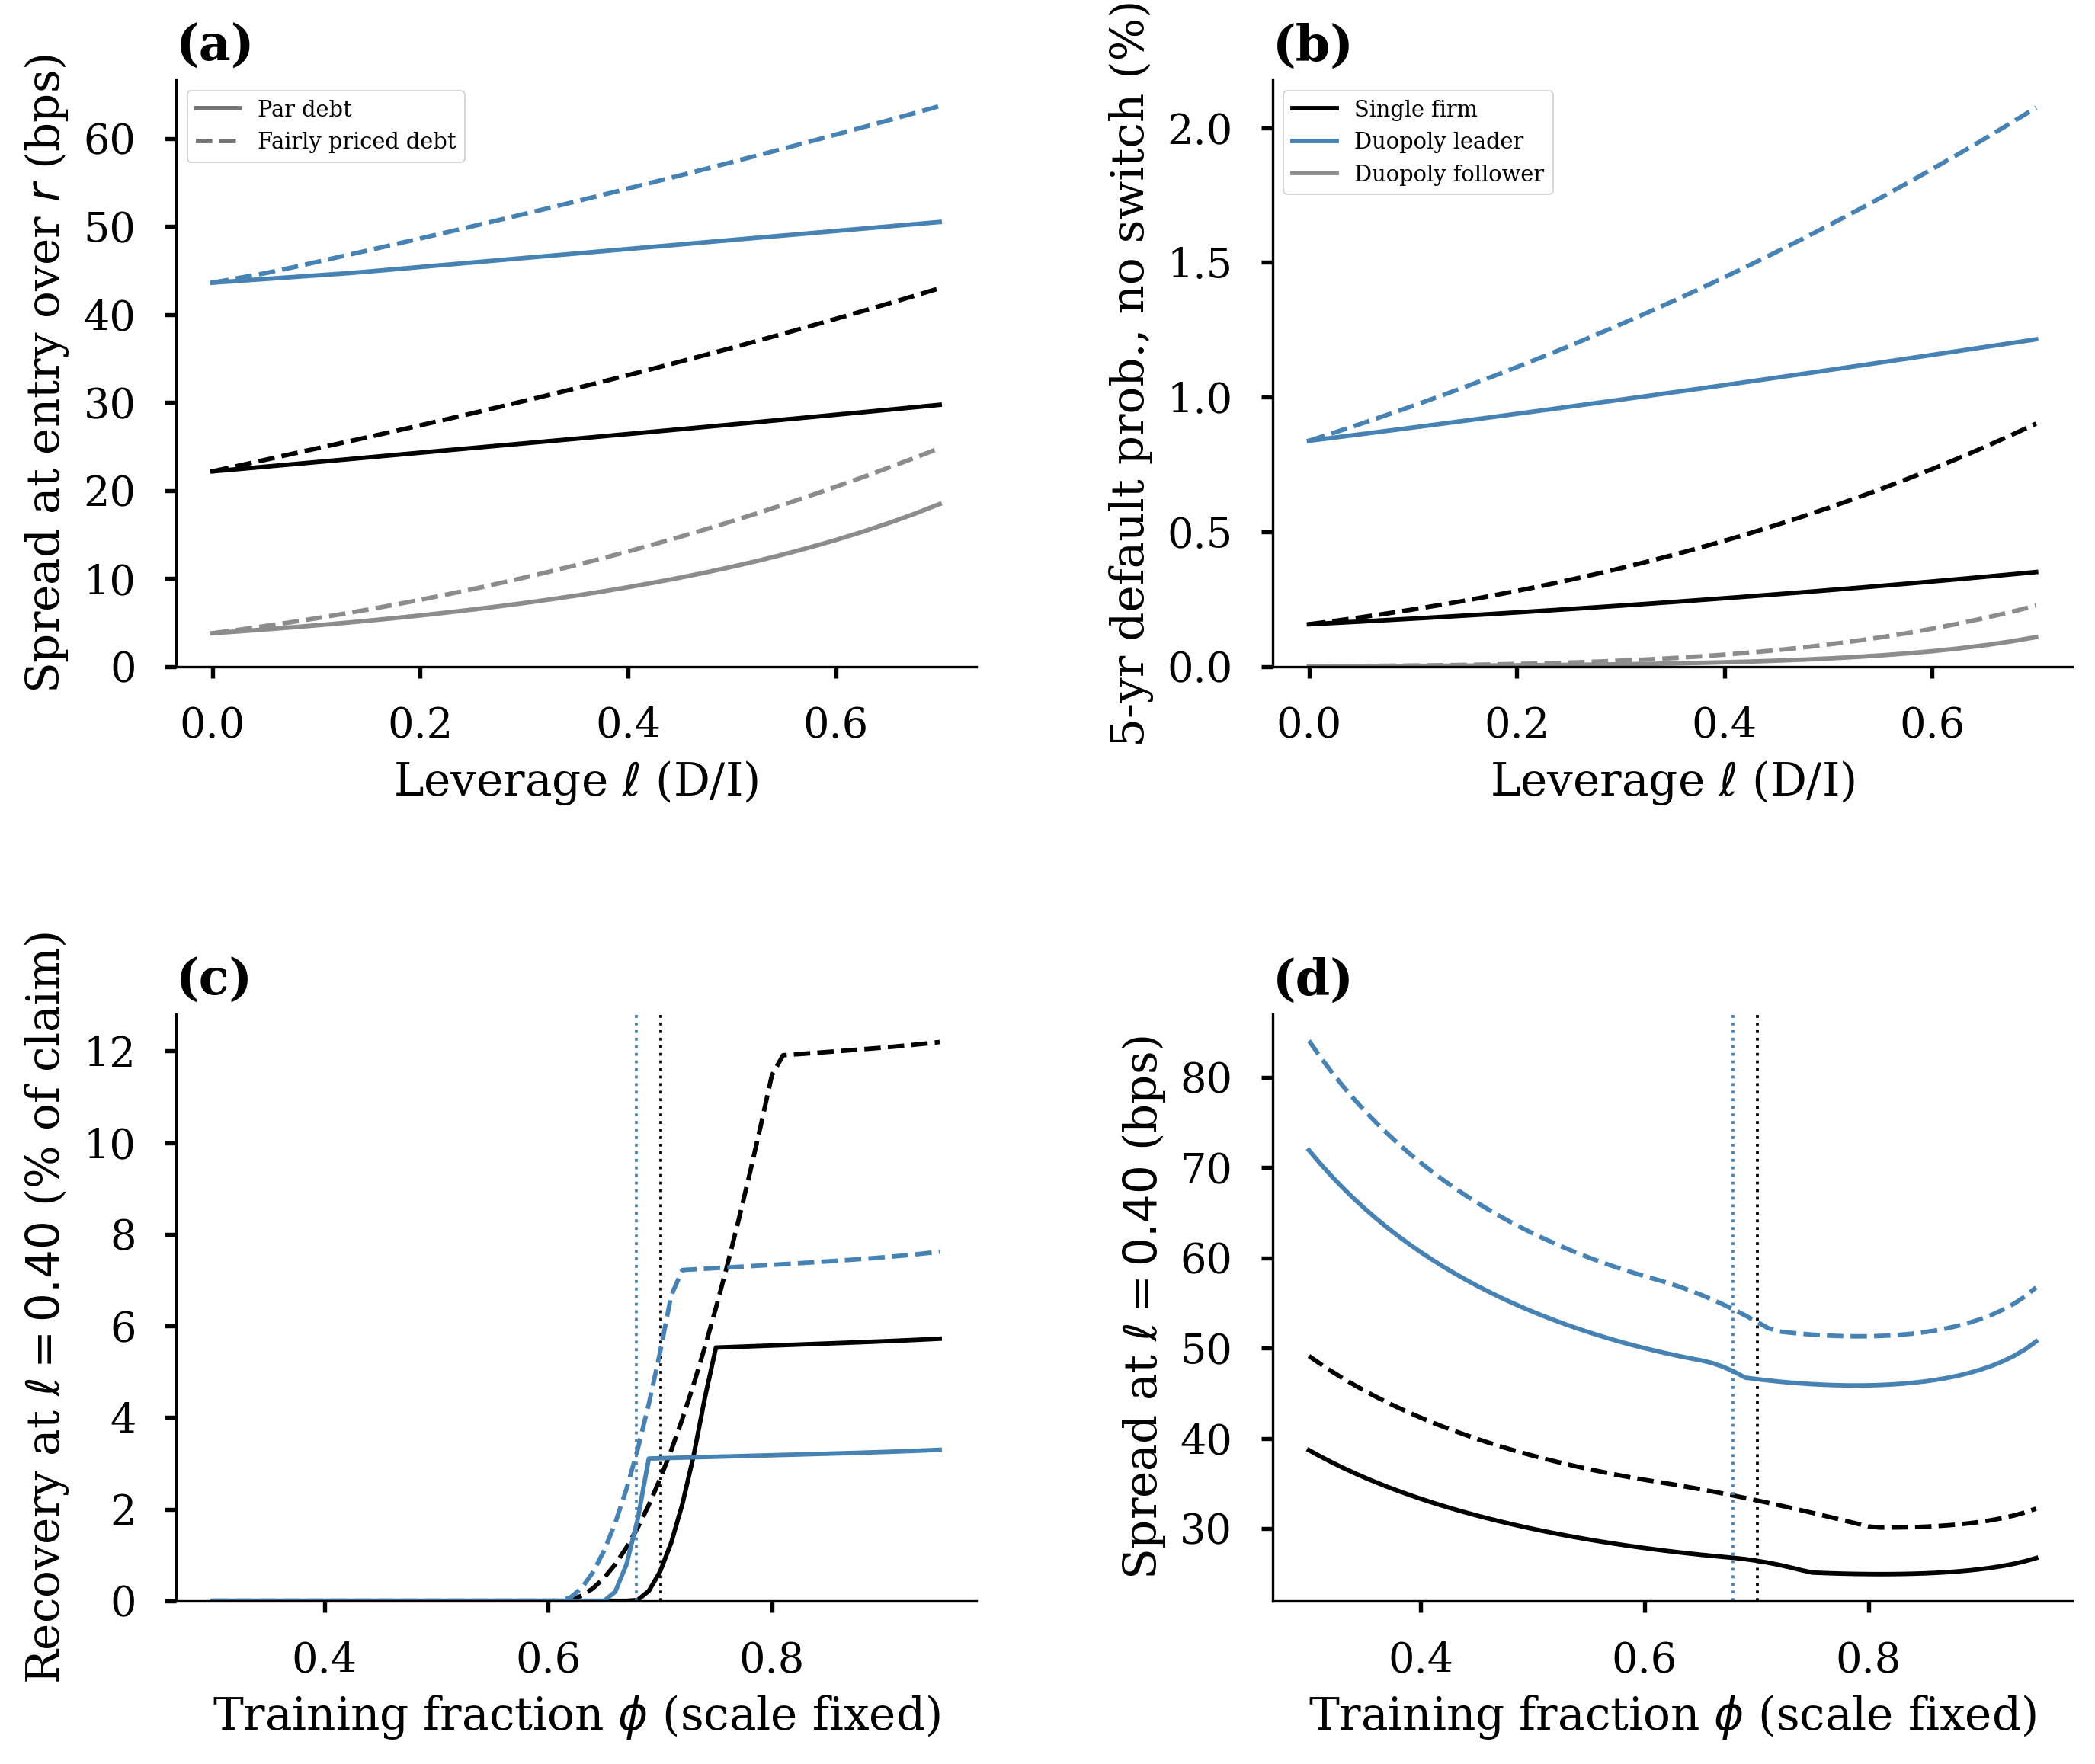 (a)
Spread at entry over r (bps)
60
50
40
30
20
10
0
Par debt
Fairly priced debt
0.0 0.2 0.4 0.6
Leverage ℓ (D/I)
(b)
5-yr default prob., no switch (%)
2.0
1.5
1.0
0.5
0.0
Single firm
Duopoly leader
Duopoly follower
0.0 0.2 0.4 0.6
Leverage ℓ (D/I)
(c)
Recovery at ℓ = 0.40 (% of claim)
12
10
8
6
4
2
0
0.4 0.6 0.8
Training fraction ϕ (scale fixed)
(d)
Spread at ℓ = 0.40 (bps)
80
70
60
50
40
30
0.4 0.6 0.8
Training fraction ϕ (scale fixed)